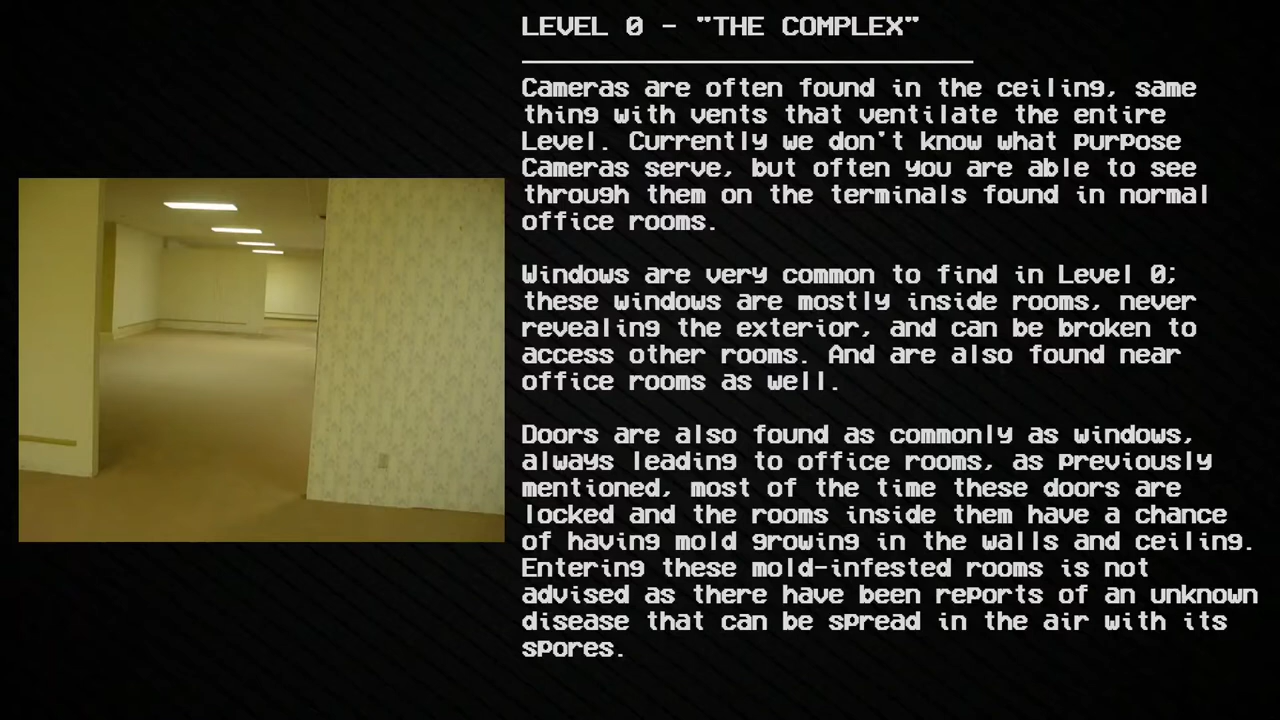 LEVEL 0 - "THE COMPLEX"
Cameras are often found in the ceiling, same
thing with vents that ventilate the entire
Level. Currently we don't know what purpose
Cameras serve, but often you are able to see
through them on the terminals found in normal
office rooms.
Windows are very common to find in Level 0;
these windows are mostly inside rooms, never
revealing the exterior, and can be broken to
access other rooms. And are also found near
office rooms as well.
Doors are also found as commonly as windows,
always leading to office rooms, as previously
mentioned, most of the time these doors are
locked and the rooms inside them have a chance
of having mold growing in the walls and ceiling.
Entering these mold-infested rooms is not
advised as there have been reports of an unknown
disease that can be spread in the air with its
spores.